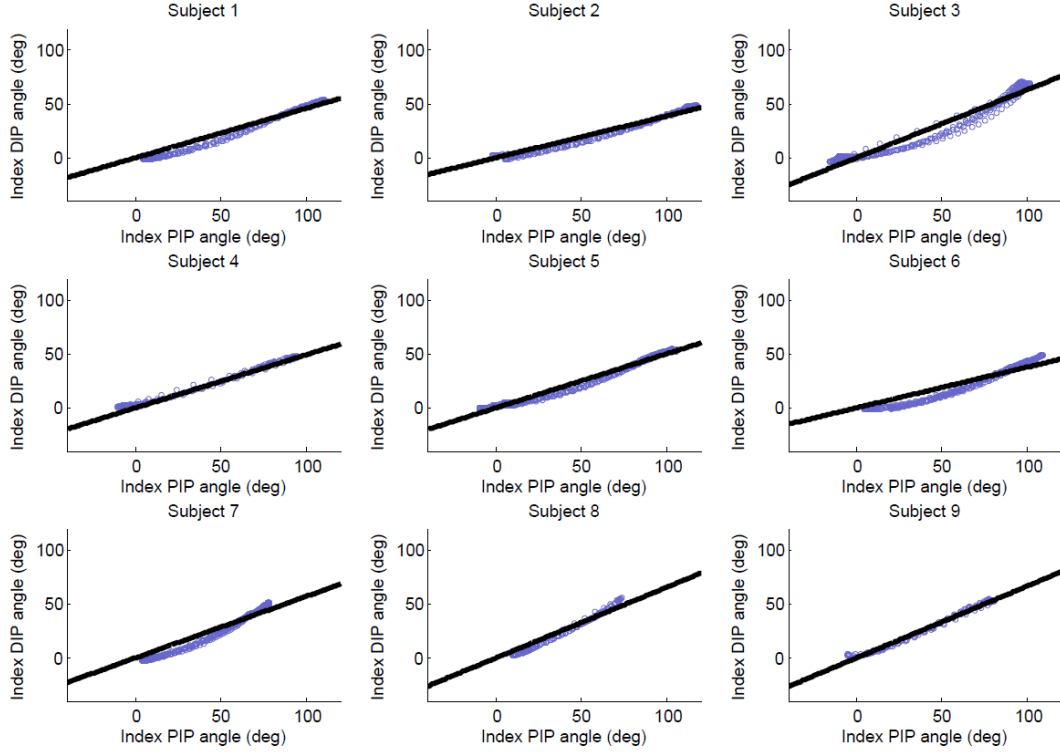 Subject 1
Subject 2
Subject 3
Index DIP angle (deg)
100
50
0
0
50
100
Index PIP angle (deg)
Index DIP angle (deg)
100
50
0
0
50
100
Index PIP angle (deg)
Index DIP angle (deg)
100
50
0
0
50
100
Index PIP angle (deg)
Subject 4
Subject 5
Subject 6
Index DIP angle (deg)
100
50
0
0
50
100
Index PIP angle (deg)
Index DIP angle (deg)
100
50
0
0
50
100
Index PIP angle (deg)
Index DIP angle (deg)
100
50
0
0
50
100
Index PIP angle (deg)
Subject 7
Subject 8
Subject 9
Index DIP angle (deg)
100
50
0
0
50
100
Index PIP angle (deg)
Index DIP angle (deg)
100
50
0
0
50
100
Index PIP angle (deg)
Index DIP angle (deg)
100
50
0
0
50
100
Index PIP angle (deg)